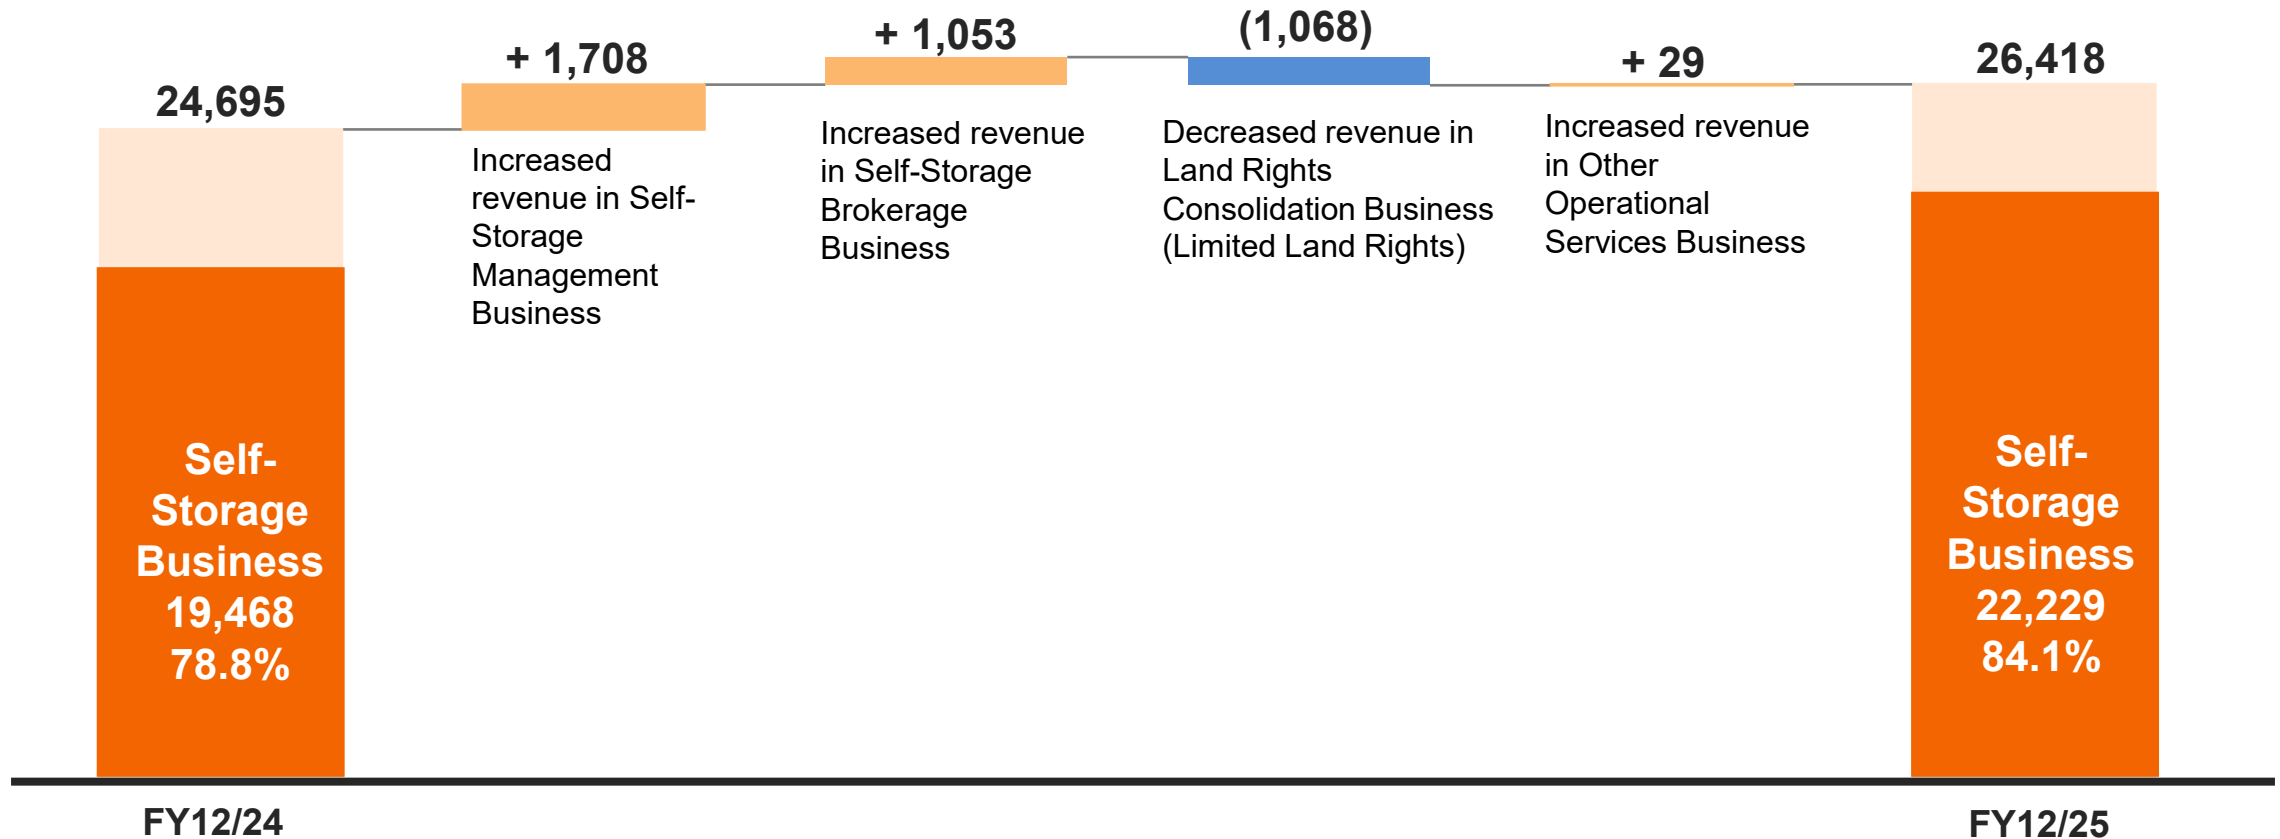 24,695
Self-
Storage
Business
19,468
78.8%
FY12/24
+ 1,708
Increased
revenue in Self-
Storage
Management
Business
+ 1,053
Increased revenue
in Self-Storage
Brokerage
Business
(1,068)
Decreased revenue in
Land Rights
Consolidation Business
(Limited Land Rights)
+ 29
Increased revenue
in Other
Operational
Services Business
26,418
Self-
Storage
Business
22,229
84.1%
FY12/25